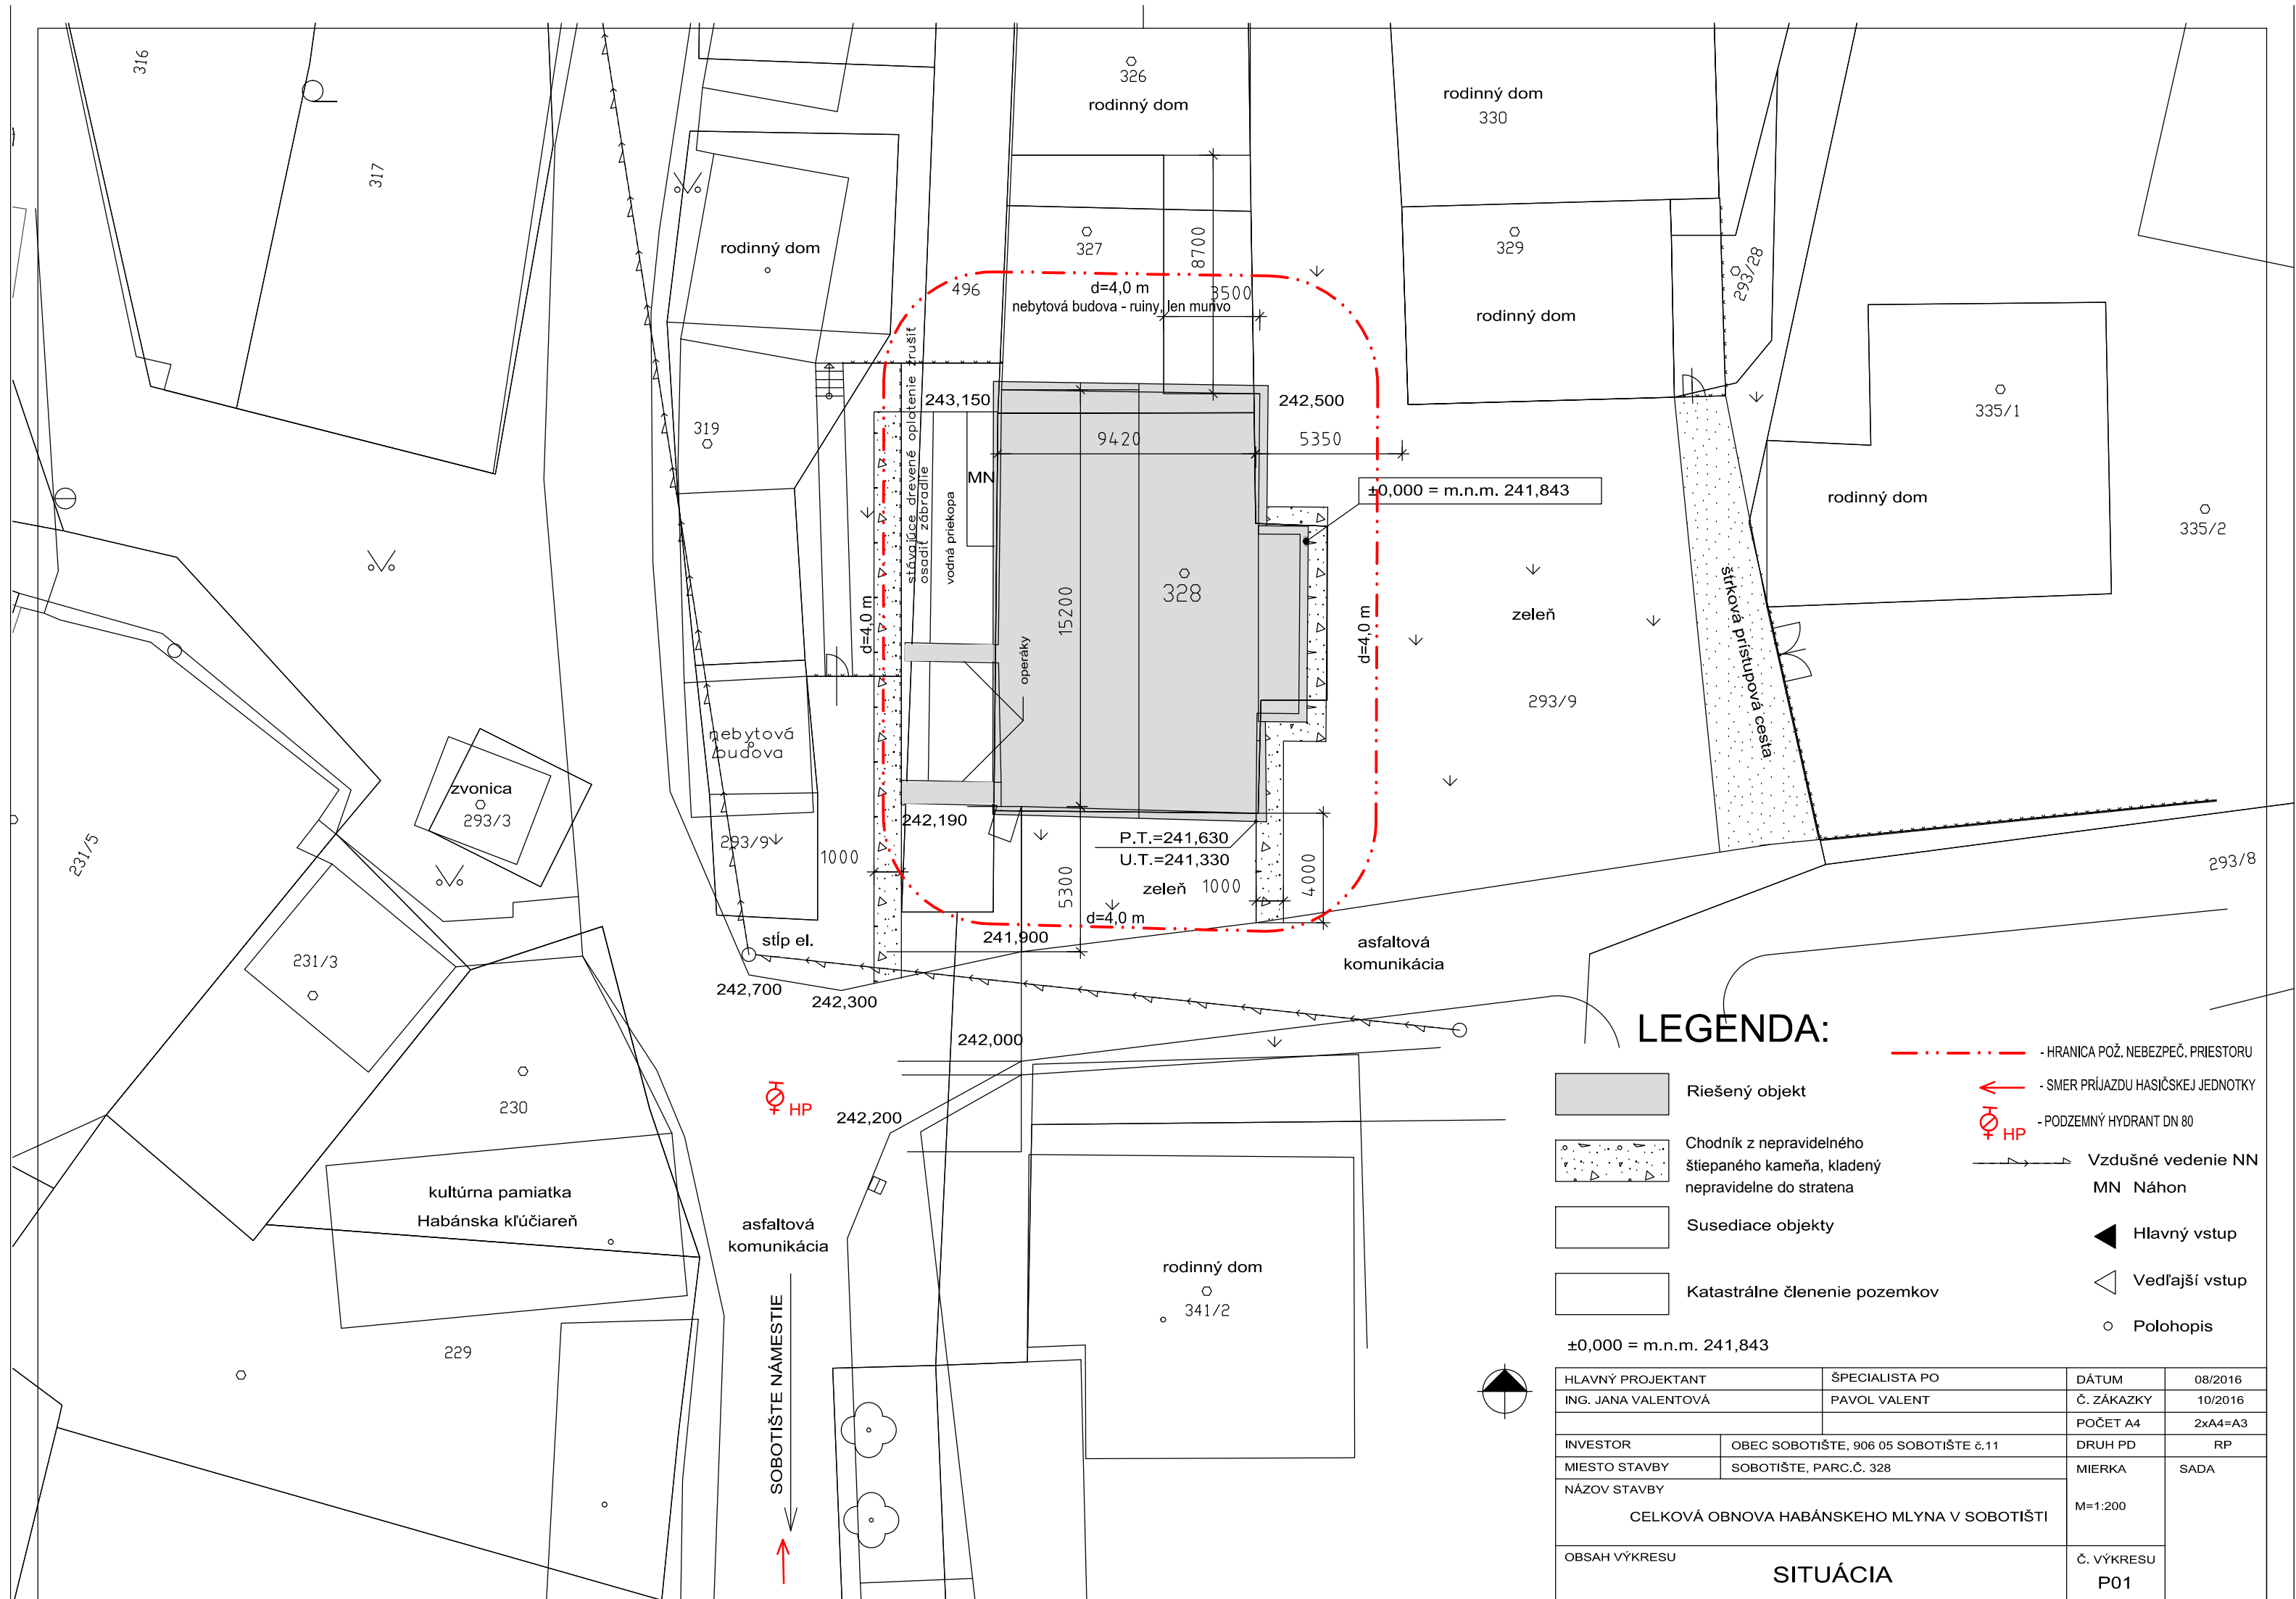 316
317
326
rodinný dom
rodinný dom
330
rodinný dom
327
8700
329
rodinný dom
293/28
496
d=4,0 m
3500
nebytová budova - ruiny, len murivo
stávajúce drevené oplotenie zrušiť
osadiť zábradlie
vodná priekopa
243,150
242,500
9420
5350
319
MN
±0,000 = m.n.m. 241,843
335/1
rodinný dom
335/2
328
15200
d=4,0 m
d=4,0 m
operáky
zeleň
293/9
štrková prístupová cesta
nebytová
budova
zvonica
293/3
231/5
293/9
242,190
1000
P.T.=241,630
U.T.=241,330
zeleň
1000
4000
5300
d=4,0 m
293/8
stĺp el.
241,900
asfaltová
komunikácia
231/3
242,700
242,300
242,000
230
HP
242,200
kultúrna pamiatka
Habánska kľúčiareň
asfaltová
komunikácia
rodinný dom
341/2
229
SOBOTIŠTE NÁMESTIE
LEGENDA:
Riešený objekt
Chodník z nepravidelného
štiepaného kameňa, kladený
nepravidelne do stratena
Susediace objekty
Katastrálne členenie pozemkov
±0,000 = m.n.m. 241,843
- HRANICA POŽ. NEBEZPEČ. PRIESTORU
- SMER PRÍJAZDU HASIČSKEJ JEDNOTKY
HP - PODZEMNÝ HYDRANT DN 80
Vzdušné vedenie NN
MN Náhon
Hlavný vstup
Vedľajší vstup
Polohopis
HLAVNÝ PROJEKTANT ŠPECIALISTA PO DÁTUM 08/2016
ING. JANA VALENTOVÁ PAVOL VALENT Č. ZÁKAZKY 10/2016
POČET A4 2xA4=A3
INVESTOR OBEC SOBOTIŠTE, 906 05 SOBOTIŠTE č.11 DRUH PD RP
MIESTO STAVBY SOBOTIŠTE, PARC.Č. 328 MIERKA SADA
NÁZOV STAVBY
CELKOVÁ OBNOVA HABÁNSKEHO MLYNA V SOBOTIŠTI M=1:200
OBSAH VÝKRESU Č. VÝKRESU
SITUÁCIA P01